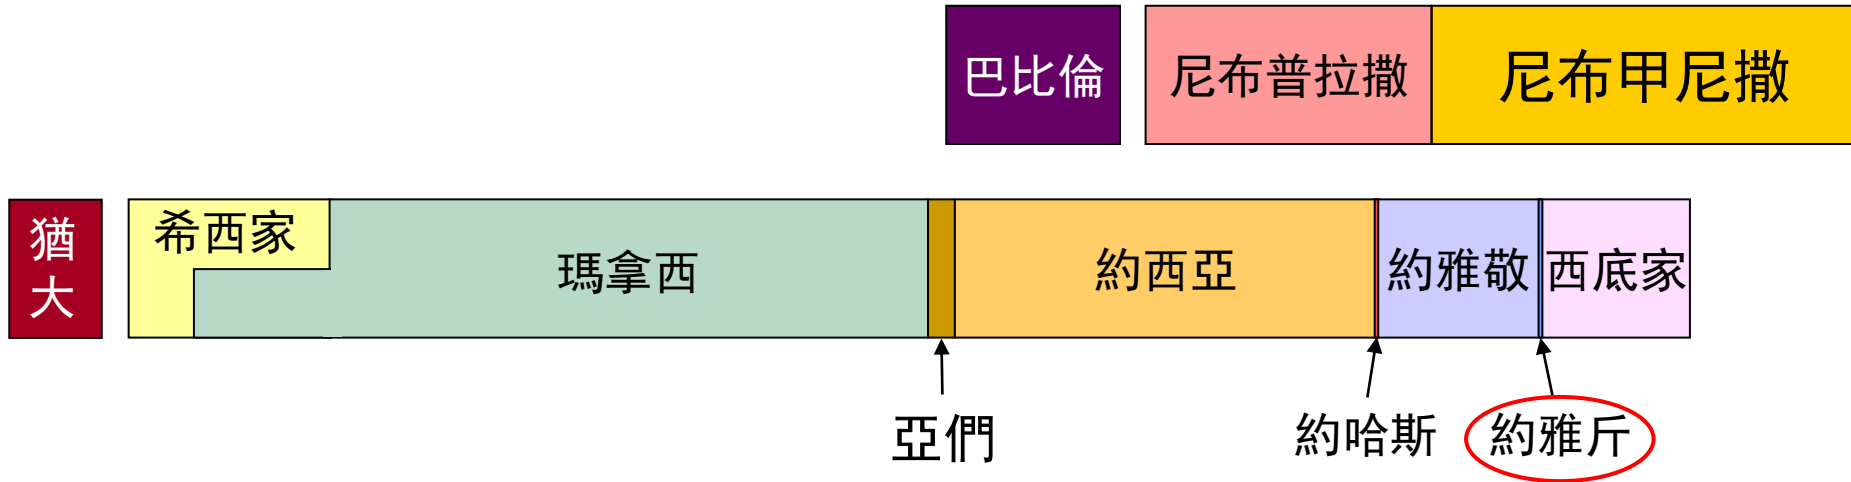 巴比倫
尼布普拉撒
尼布甲尼撒
猶大
希西家
瑪拿西
約西亞
約雅敬
西底家
亞們
約哈斯
約雅斤